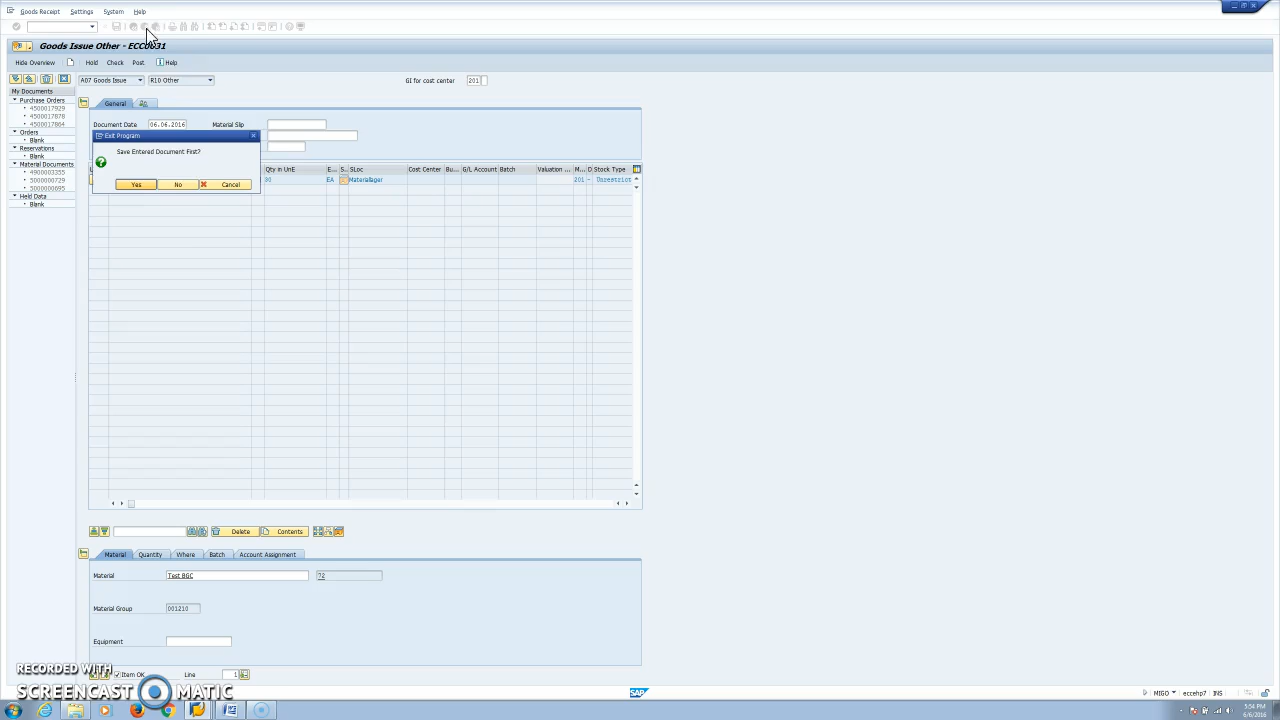 Goods Receipt Settings System Help
Goods Issue Other - ECC0031
Hide Overview Hold Check Post Help
A07 Goods Issue R10 Other GI for cost center 201
My Documents
Purchase Orders
4500017929
4500017878
4500017864
Orders
Blank
Reservations
Blank
Material Documents
4900003355
5000000729
5000000695
Held Data
Blank
General
Document Date 06.06.2016 Material Slip
Exit Program
Save Entered Document First?
Yes No Cancel
Qty in UnE E... S.. SLoc Cost Center Bu... G/L Account Batch Valuation ... M... D Stock Type
30 EA Materiallager 201 - Unrestrict
Delete Contents
Material Quantity Where Batch Account Assignment
Material Test BGC 72
Material Group 001210
Equipment
Item OK Line 1
RECORDED WITH
SCREENCAST MATIC
SAP
MIGO eccehp7 INS
5:04 PM
6/6/2016